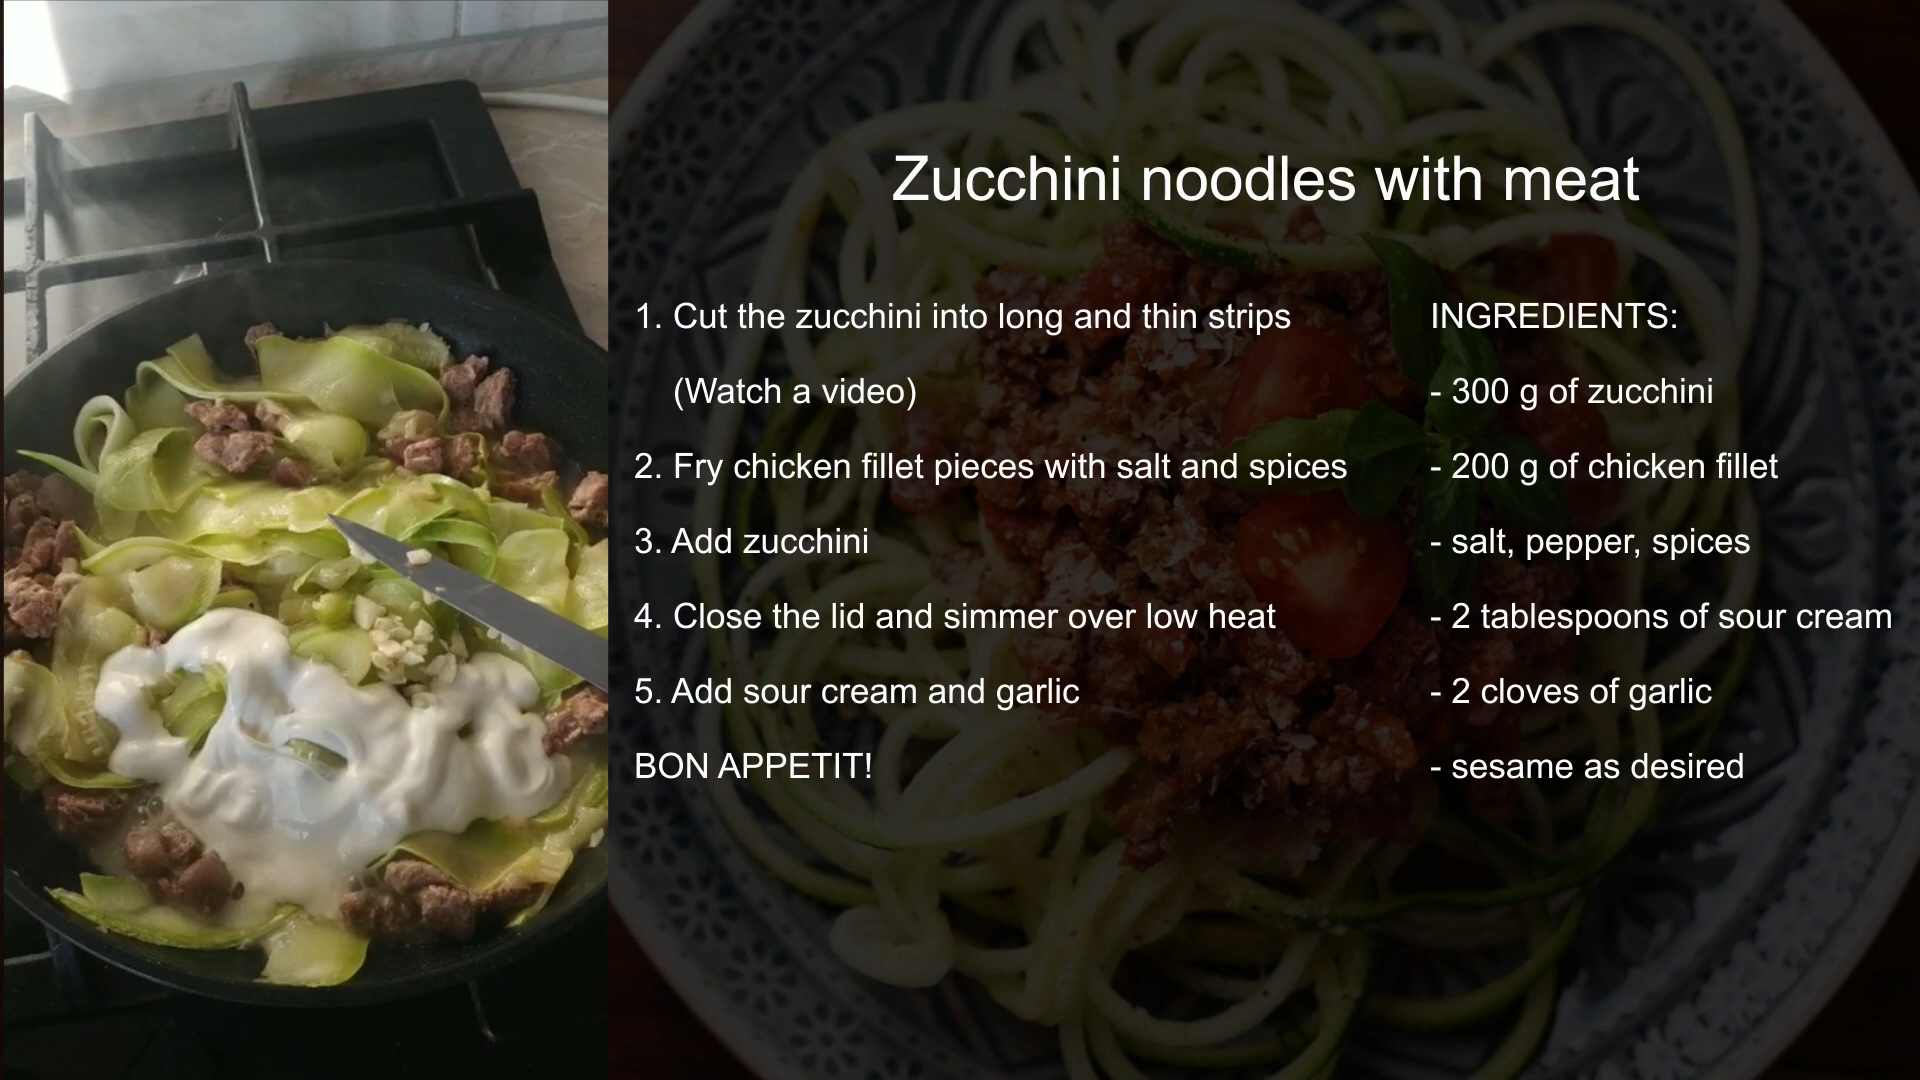 Zucchini noodles with meat
1. Cut the zucchini into long and thin strips
(Watch a video)
2. Fry chicken fillet pieces with salt and spices
3. Add zucchini
4. Close the lid and simmer over low heat
5. Add sour cream and garlic
BON APPETIT!
INGREDIENTS:
- 300 g of zucchini
- 200 g of chicken fillet
- salt, pepper, spices
- 2 tablespoons of sour cream
- 2 cloves of garlic
- sesame as desired